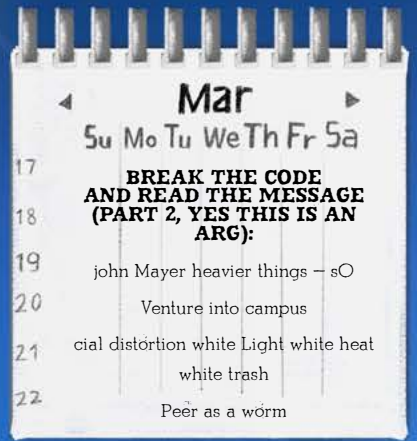 Mar
Su Mo Tu We Th Fr Sa
17
BREAK THE CODE
AND READ THE MESSAGE
18
(PART 2, YES THIS IS AN
ARG):
19
john Mayer heavier things – sO
20
Venture into campus
21
cial distórtion white Light white heat
white trash
22
Peer as a wórm